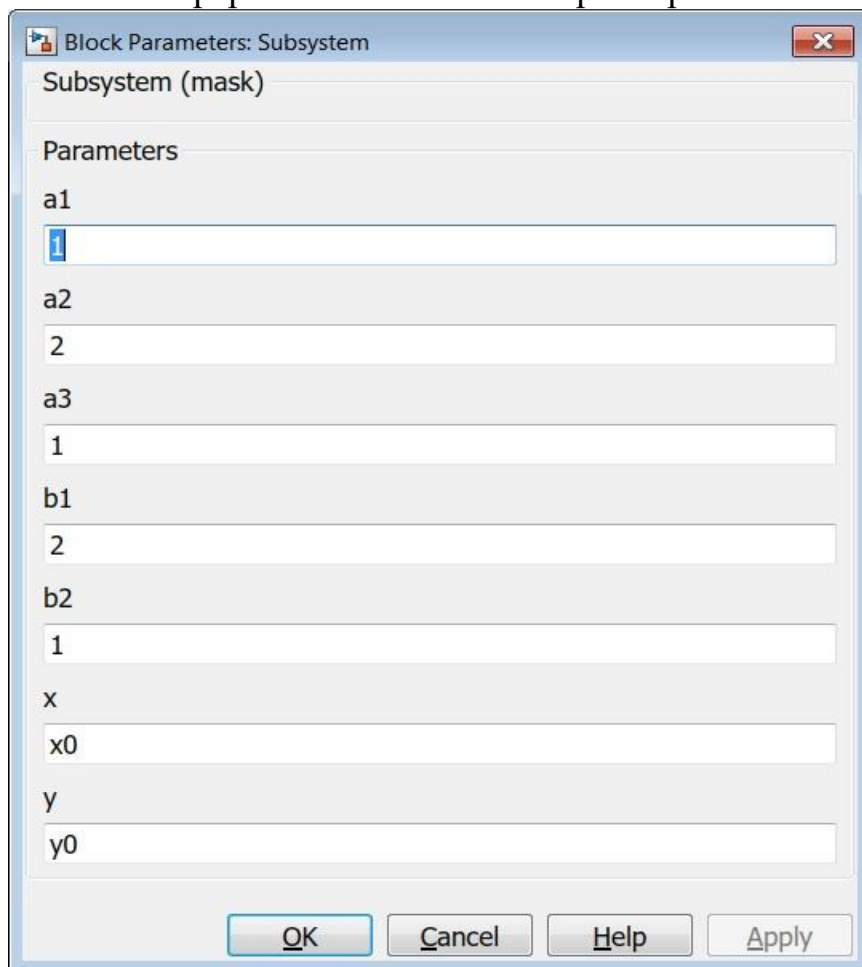 Block Parameters: Subsystem
Subsystem (mask)
Parameters
a1
1
a2
2
a3
1
b1
2
b2
1
x
x0
y
y0
OK Cancel Help Apply